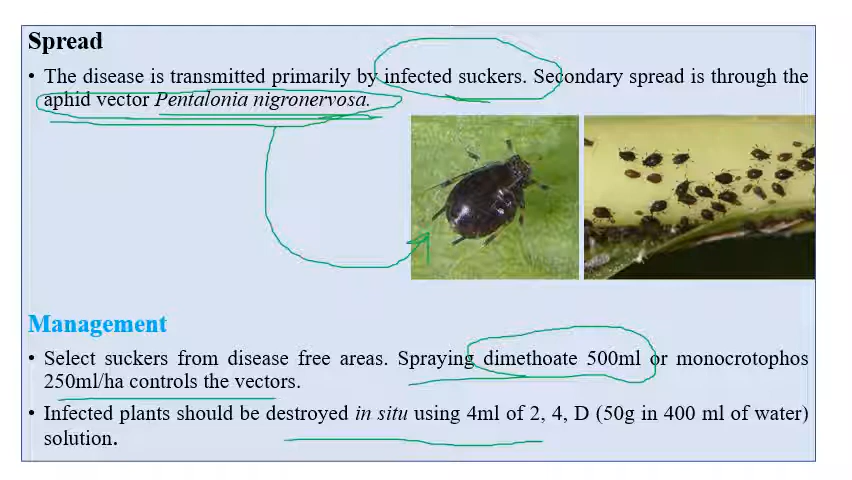 Spread
• The disease is transmitted primarily by infected suckers. Secondary spread is through the
aphid vector Pentalonia nigronervosa.
Management
• Select suckers from disease free areas. Spraying dimethoate 500ml or monocrotophos
250ml/ha controls the vectors.
• Infected plants should be destroyed in situ using 4ml of 2, 4, D (50g in 400 ml of water)
solution.